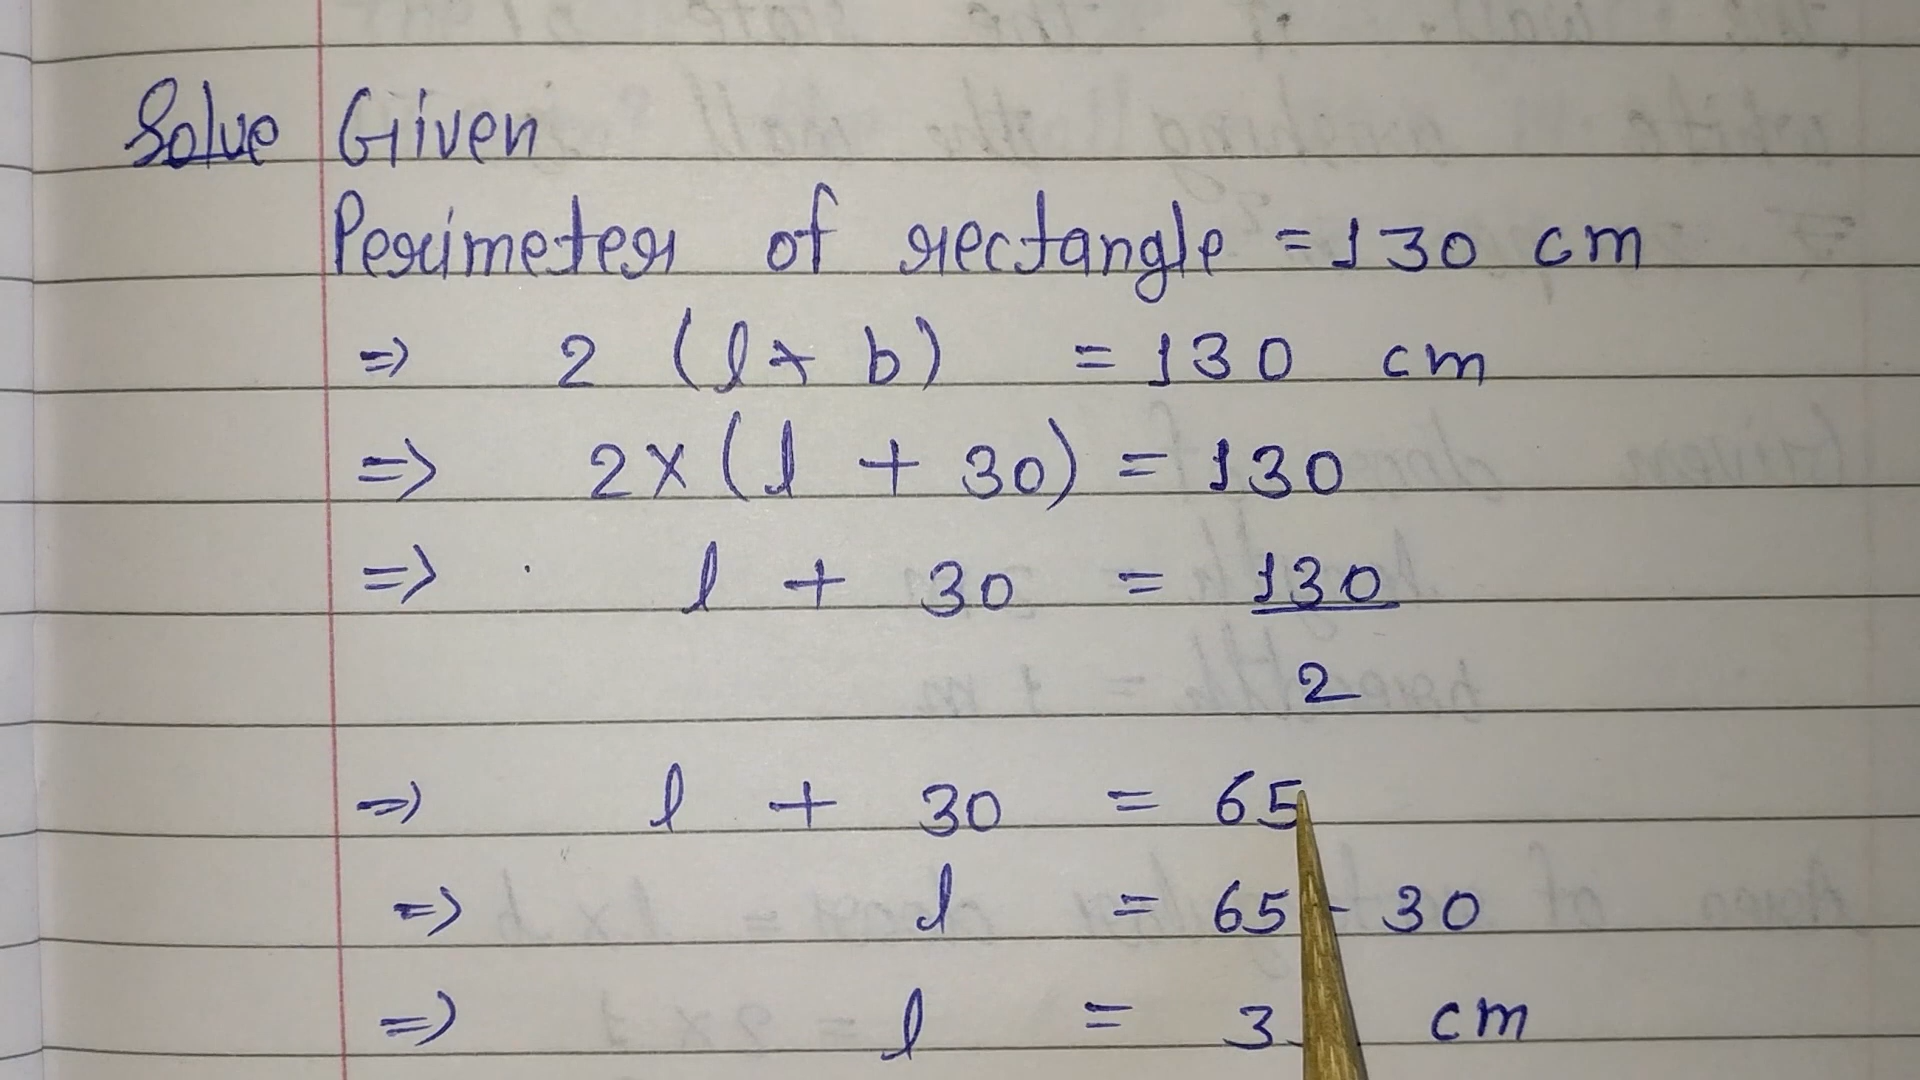 Solve Given
Perimeter of rectangle = 130 cm
=> 2 (l + b) = 130 cm
=> 2 × (l + 30) = 130
=> l + 30 = 130
2
=> l + 30 = 65
=> l = 65 - 30
=> l = 3 cm